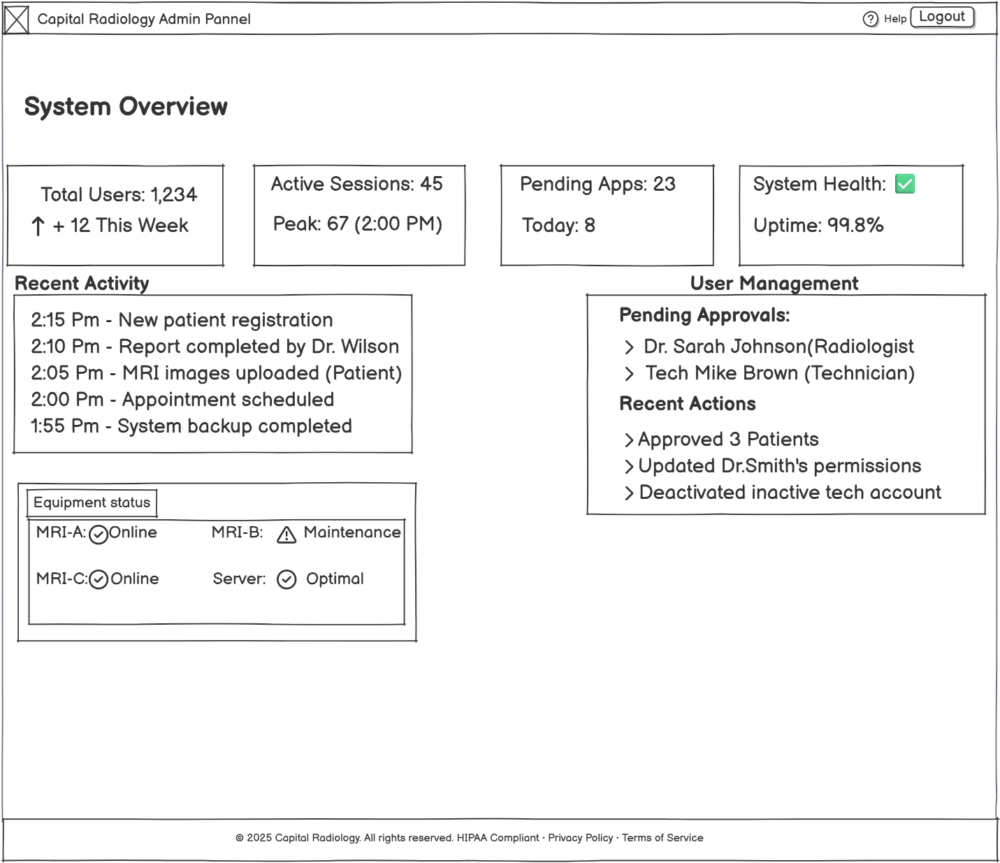 Capital Radiology Admin Pannel
Help
Logout
System Overview
Total Users: 1,234
↑ + 12 This Week
Active Sessions: 45
Peak: 67 (2:00 PM)
Pending Apps: 23
Today: 8
System Health: ✅
Uptime: 99.8%
Recent Activity
2:15 Pm - New patient registration
2:10 Pm - Report completed by Dr. Wilson
2:05 Pm - MRI images uploaded (Patient)
2:00 Pm - Appointment scheduled
1:55 Pm - System backup completed
User Management
Pending Approvals:
> Dr. Sarah Johnson(Radiologist
> Tech Mike Brown (Technician)
Recent Actions
> Approved 3 Patients
> Updated Dr.Smith's permissions
> Deactivated inactive tech account
Equipment status
MRI-A: Online
MRI-B: Maintenance
MRI-C: Online
Server: Optimal
© 2025 Capital Radiology. All rights reserved. HIPAA Compliant · Privacy Policy · Terms of Service